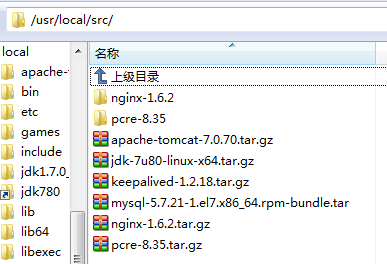 /usr/local/src/
local
apache-
bin
etc
games
include
jdk1.7.0_
jdk780
lib
lib64
libexec
名称
上级目录
nginx-1.6.2
pcre-8.35
apache-tomcat-7.0.70.tar.gz
jdk-7u80-linux-x64.tar.gz
keepalived-1.2.18.tar.gz
mysql-5.7.21-1.el7.x86_64.rpm-bundle.tar
nginx-1.6.2.tar.gz
pcre-8.35.tar.gz